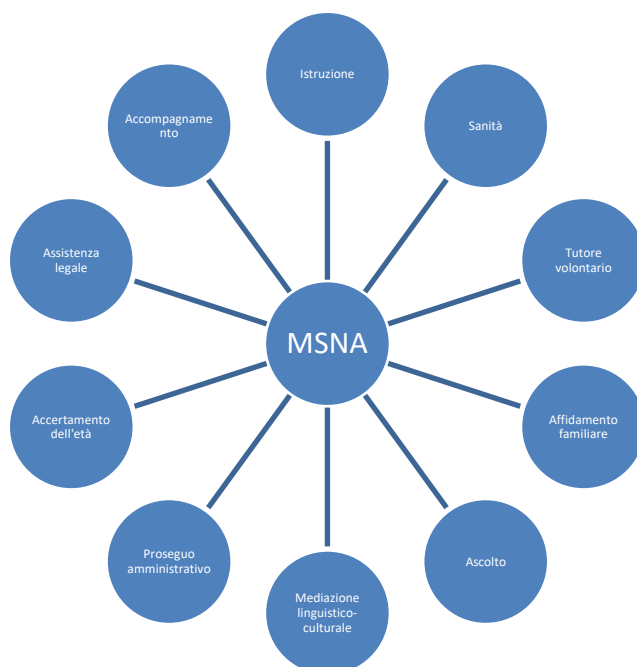 Istruzione
Sanità
Tutore
volontario
Affidamento
familiare
Ascolto
Mediazione
linguistico-
culturale
Proseguo
amministrativo
Accertamento
dell'età
Assistenza
legale
Accompagname
nto
MSNA